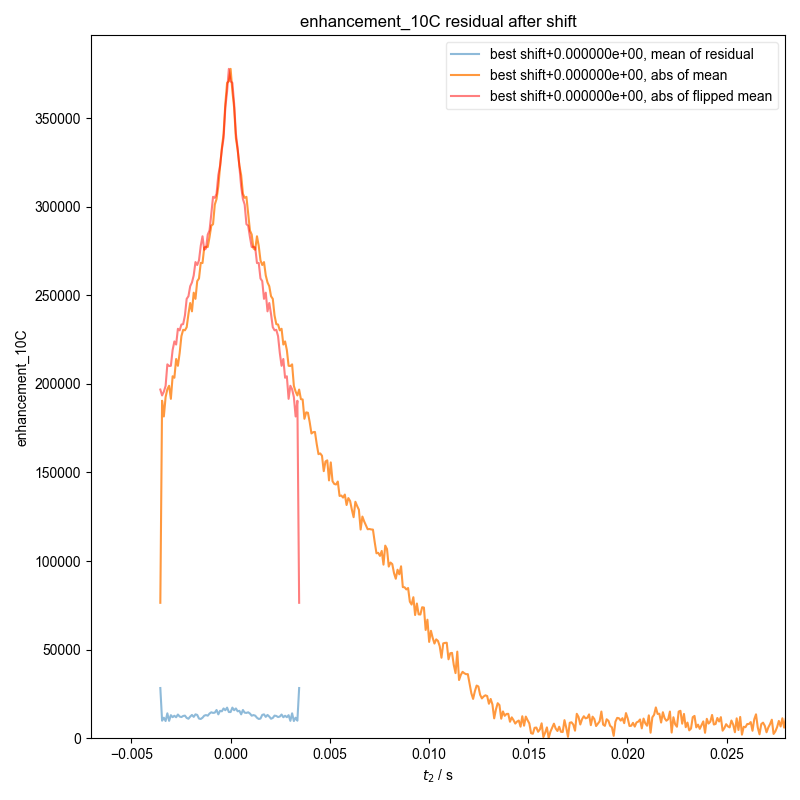 enhancement_10C residual after shift
best shift+0.000000e+00, mean of residual
best shift+0.000000e+00, abs of mean
best shift+0.000000e+00, abs of flipped mean
enhancement_10C
350000
300000
250000
200000
150000
100000
50000
0
−0.005
0.000
0.005
0.010
0.015
0.020
0.025
t₂ / s